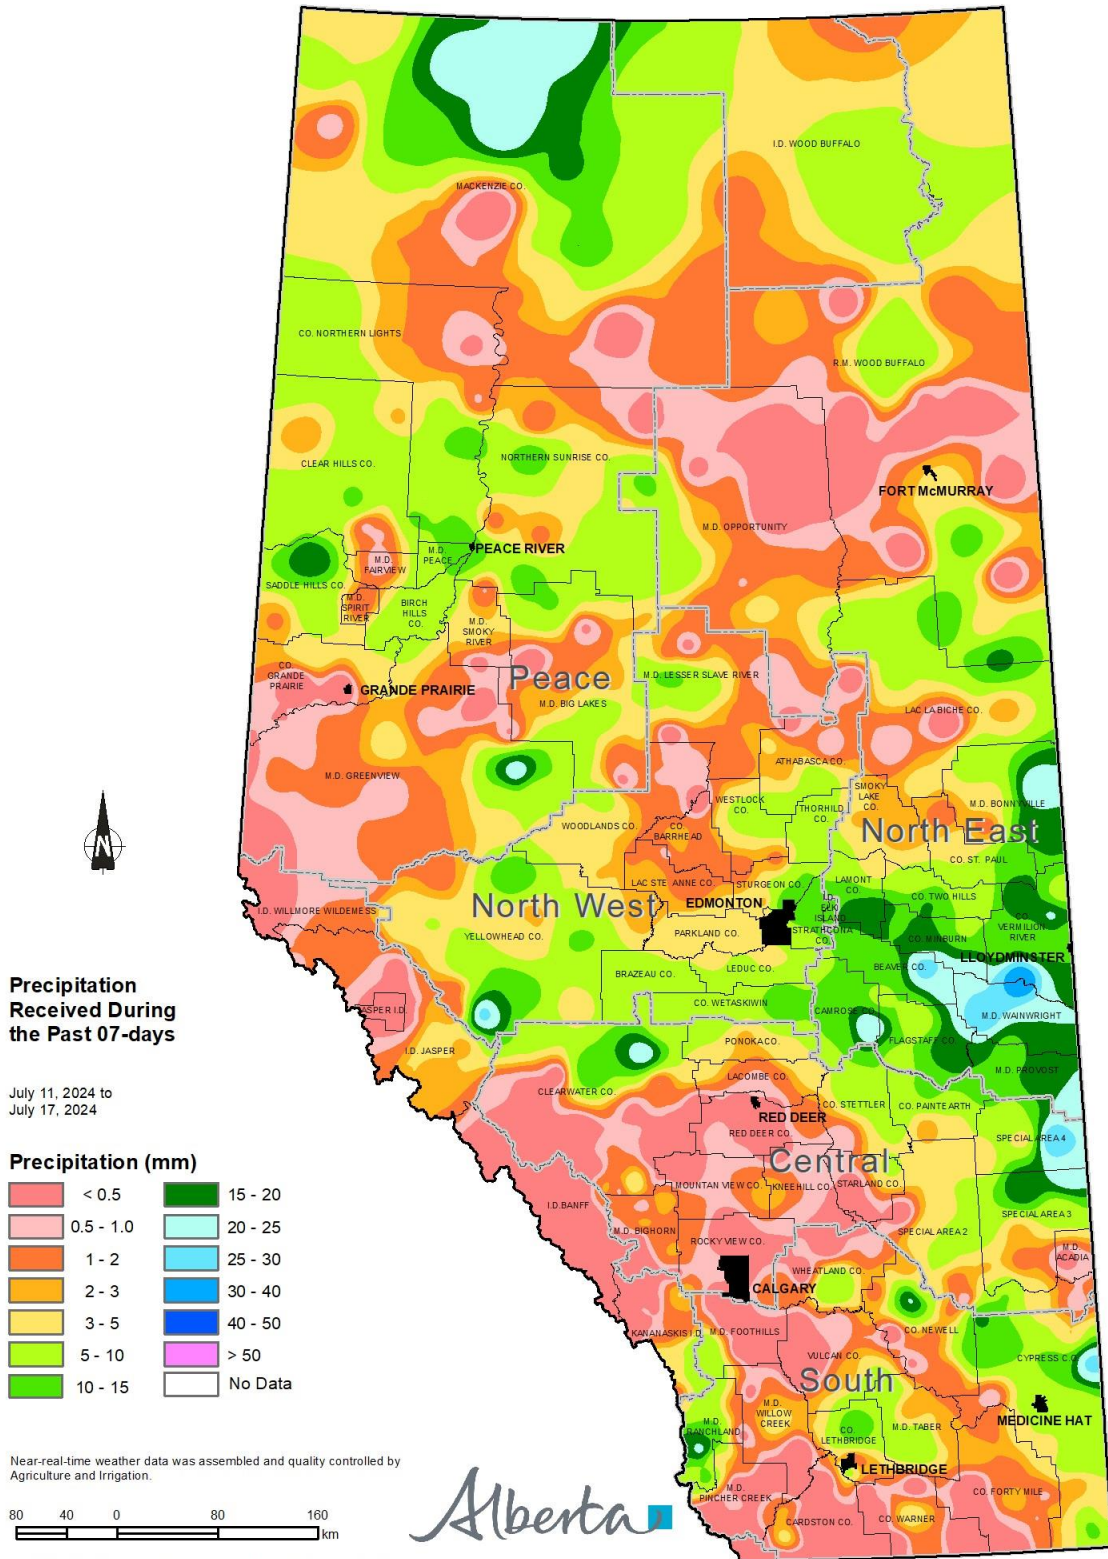 I.D. WOOD BUFFALO
MACKENZIE CO.
CO. NORTHERN LIGHTS
R.M. WOOD BUFFALO
CLEAR HILLS CO.
NORTHERN SUNRISE CO.
FORT McMURRAY
M.D. OPPORTUNITY
M.D.
PEACE
PEACE RIVER
M.D.
FAIRVIEW
SADDLE HILLS CO.
M.D.
SPIRIT
RIVER
BIRCH
HILLS
CO.
M.D.
SMOKY
RIVER
CO.
GRANDE
PRAIRIE
GRANDE PRAIRIE
Peace
M.D. LESSER SLAVE RIVER
M.D. BIG LAKES
LAC LA BICHE CO.
M.D. GREENVIEW
ATHABASCA CO.
WESTLOCK
CO.
THORHILD
CO.
SMOKY
LAKE
CO.
M.D. BONNYVILLE
WOODLANDS CO.
CO.
BARRHEAD
North East
CO. ST. PAUL
LAC STE. ANNE CO.
STURGEON CO.
LAMONT
CO.
CO. TWO HILLS
I.D. WILLMORE WILDERNESS
North West
EDMONTON
I.D.
ELK
ISLAND
STRATHCONA
CO.
CO.
VERMILION
RIVER
YELLOWHEAD CO.
PARKLAND CO.
CO. MINBURN
LLOYDMINSTER
BRAZEAU CO.
LEDUC CO.
BEAVER CO.
Precipitation
Received During
the Past 07-days
JASPER I.D.
CO. WETASKIWIN
CAMROSE CO.
M.D. WAINWRIGHT
I.D. JASPER
PONOKA CO.
FLAGSTAFF CO.
M.D. PROVOST
July 11, 2024 to
July 17, 2024
CLEARWATER CO.
LACOMBE CO.
CO. STETTLER
CO. PAINTEARTH
RED DEER
RED DEER CO.
SPECIAL AREA 4
Central
MOUNTAIN VIEW CO.
KNEEHILL CO.
STARLAND CO.
I.D. BANFF
M.D. BIGHORN
SPECIAL AREA 3
SPECIAL AREA 2
ROCKY VIEW CO.
M.D.
ACADIA
WHEATLAND CO.
CALGARY
KANANASKIS I.D.
M.D. FOOTHILLS
CO. NEWELL
VULCAN CO.
CYPRESS CO.
South
M.D.
RANCHLAND
M.D.
WILLOW
CREEK
CO.
LETHBRIDGE
M.D. TABER
MEDICINE HAT
LETHBRIDGE
M.D.
PINCHER CREEK
CARDSTON CO.
CO. WARNER
CO. FORTY MILE
N
Precipitation (mm)
< 0.5
0.5 - 1.0
1 - 2
2 - 3
3 - 5
5 - 10
10 - 15
15 - 20
20 - 25
25 - 30
30 - 40
40 - 50
> 50
No Data
Near-real-time weather data was assembled and quality controlled by
Agriculture and Irrigation.
80 40 0 80 160
km
Alberta